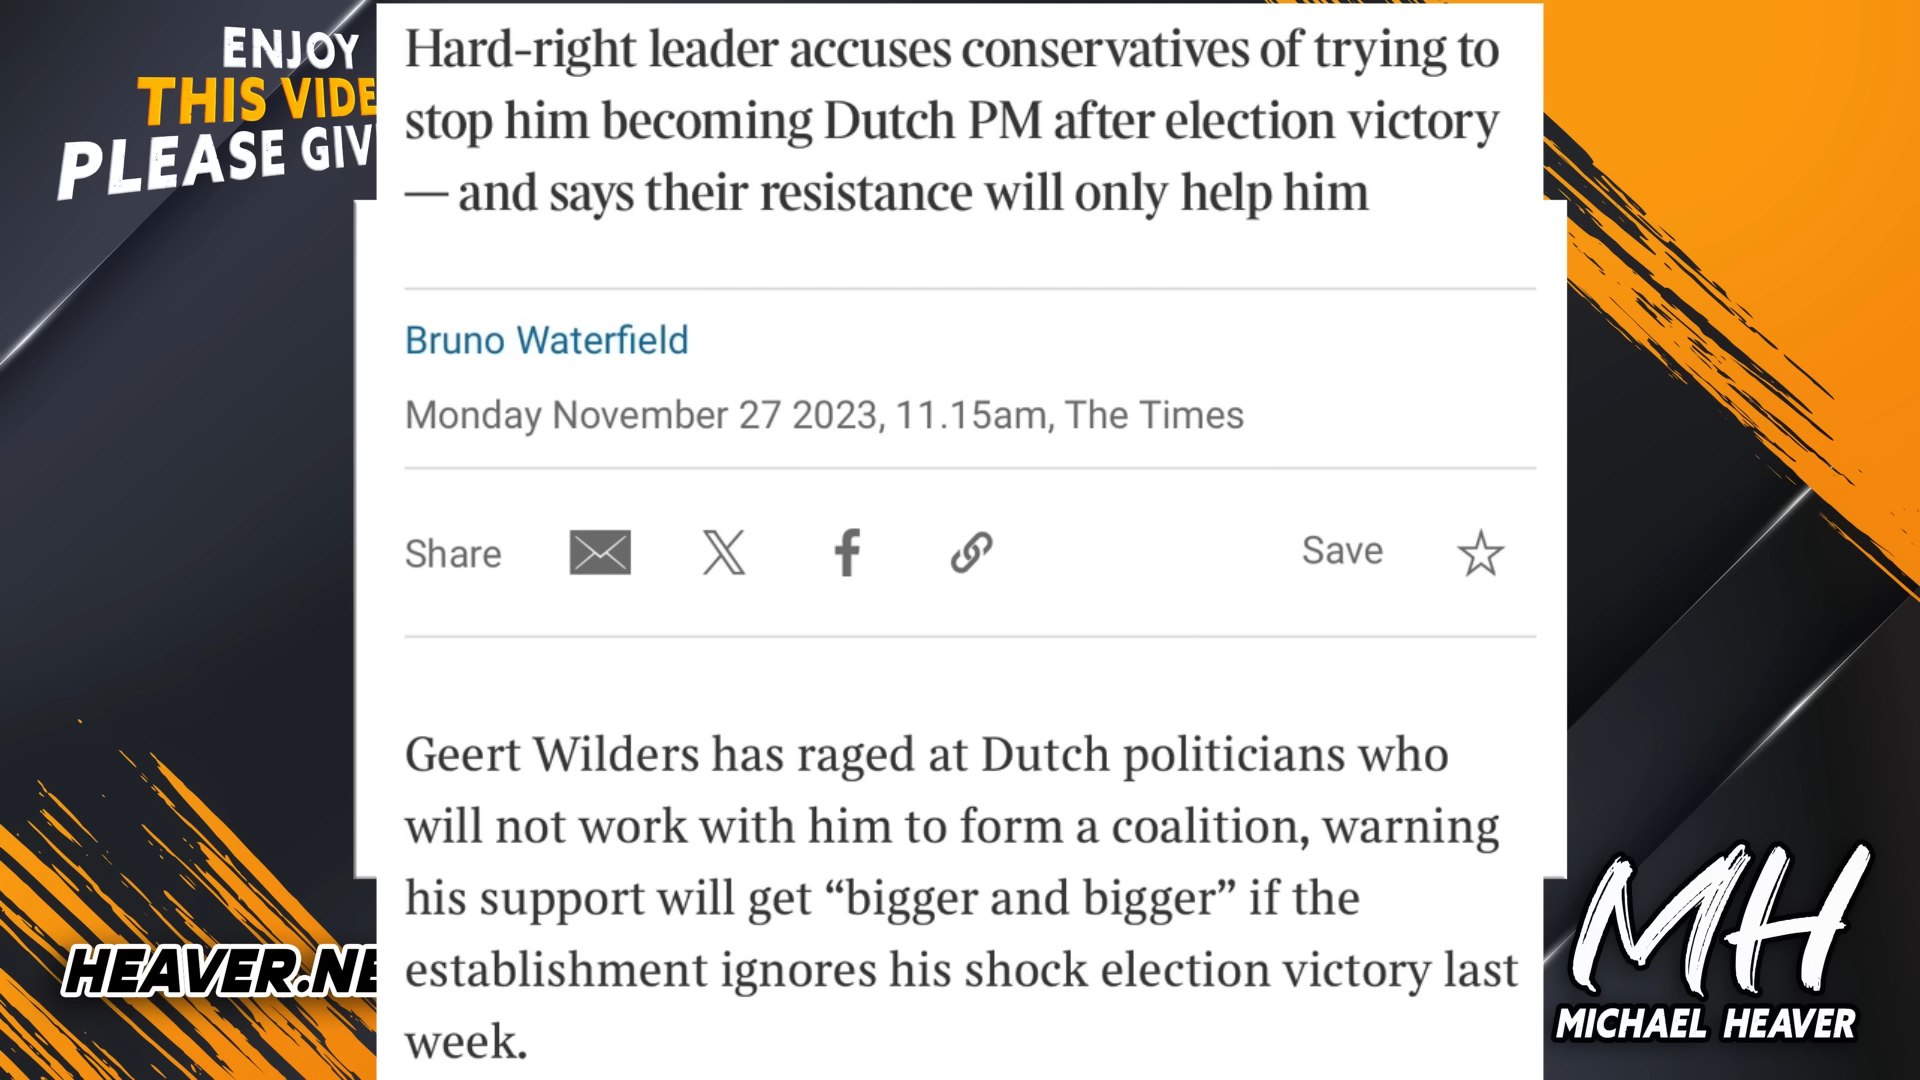 ENJOY
THIS VIDE
PLEASE GIV
Hard-right leader accuses conservatives of trying to
stop him becoming Dutch PM after election victory
— and says their resistance will only help him
Bruno Waterfield
Monday November 27 2023, 11.15am, The Times
Share
Save
Geert Wilders has raged at Dutch politicians who
will not work with him to form a coalition, warning
his support will get “bigger and bigger” if the
establishment ignores his shock election victory last
week.
HEAVER.NE
MH
MICHAEL HEAVER